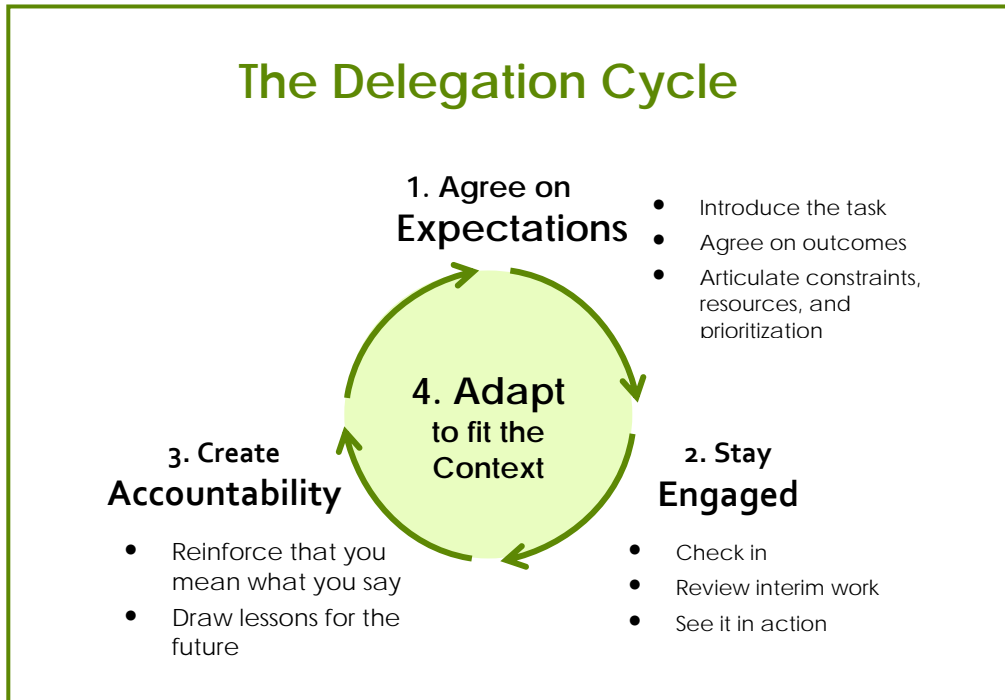 The Delegation Cycle
1. Agree on
Expectations
• Introduce the task
• Agree on outcomes
• Articulate constraints,
resources, and
prioritization
4. Adapt
to fit the
Context
2. Stay
Engaged
• Check in
• Review interim work
• See it in action
3. Create
Accountability
• Reinforce that you
mean what you say
• Draw lessons for the
future